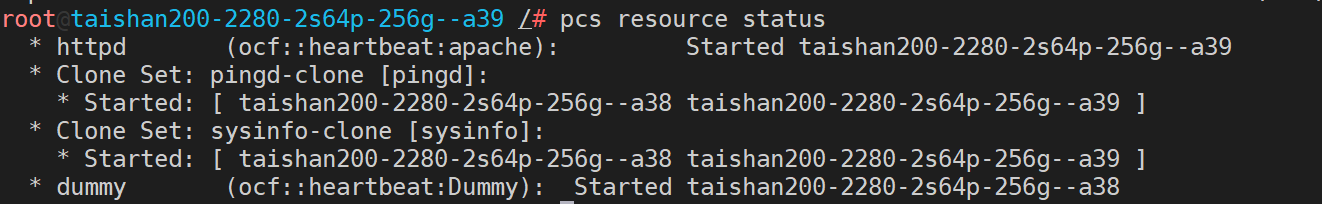 root@taishan200-2280-2s64p-256g--a39 /# pcs resource status
  * httpd       (ocf::heartbeat:apache):         Started taishan200-2280-2s64p-256g--a39
  * Clone Set: pingd-clone [pingd]:
    * Started: [ taishan200-2280-2s64p-256g--a38 taishan200-2280-2s64p-256g--a39 ]
  * Clone Set: sysinfo-clone [sysinfo]:
    * Started: [ taishan200-2280-2s64p-256g--a38 taishan200-2280-2s64p-256g--a39 ]
  * dummy       (ocf::heartbeat:Dummy):  Started taishan200-2280-2s64p-256g--a38